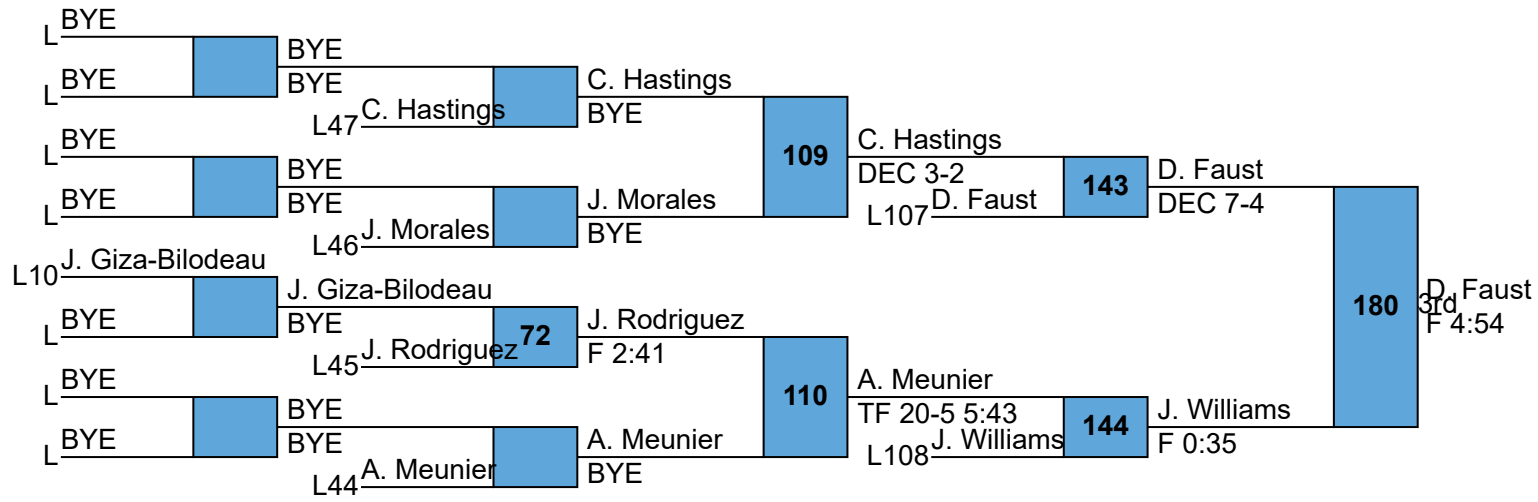 BYE
L
BYE
BYE
L
BYE
C. Hastings
C. Hastings
L47
BYE
BYE
L
109
C. Hastings
DEC 3-2
BYE
BYE
L
BYE
J. Morales
J. Morales
L46
BYE
D. Faust
L107
143
D. Faust
DEC 7-4
J. Giza-Bilodeau
L10
J. Giza-Bilodeau
BYE
L
BYE
J. Rodriguez
L45
72
J. Rodriguez
F 2:41
180
3rd
D. Faust
F 4:54
BYE
L
110
A. Meunier
TF 20-5 5:43
BYE
BYE
L
BYE
A. Meunier
A. Meunier
L44
BYE
J. Williams
L108
144
J. Williams
F 0:35